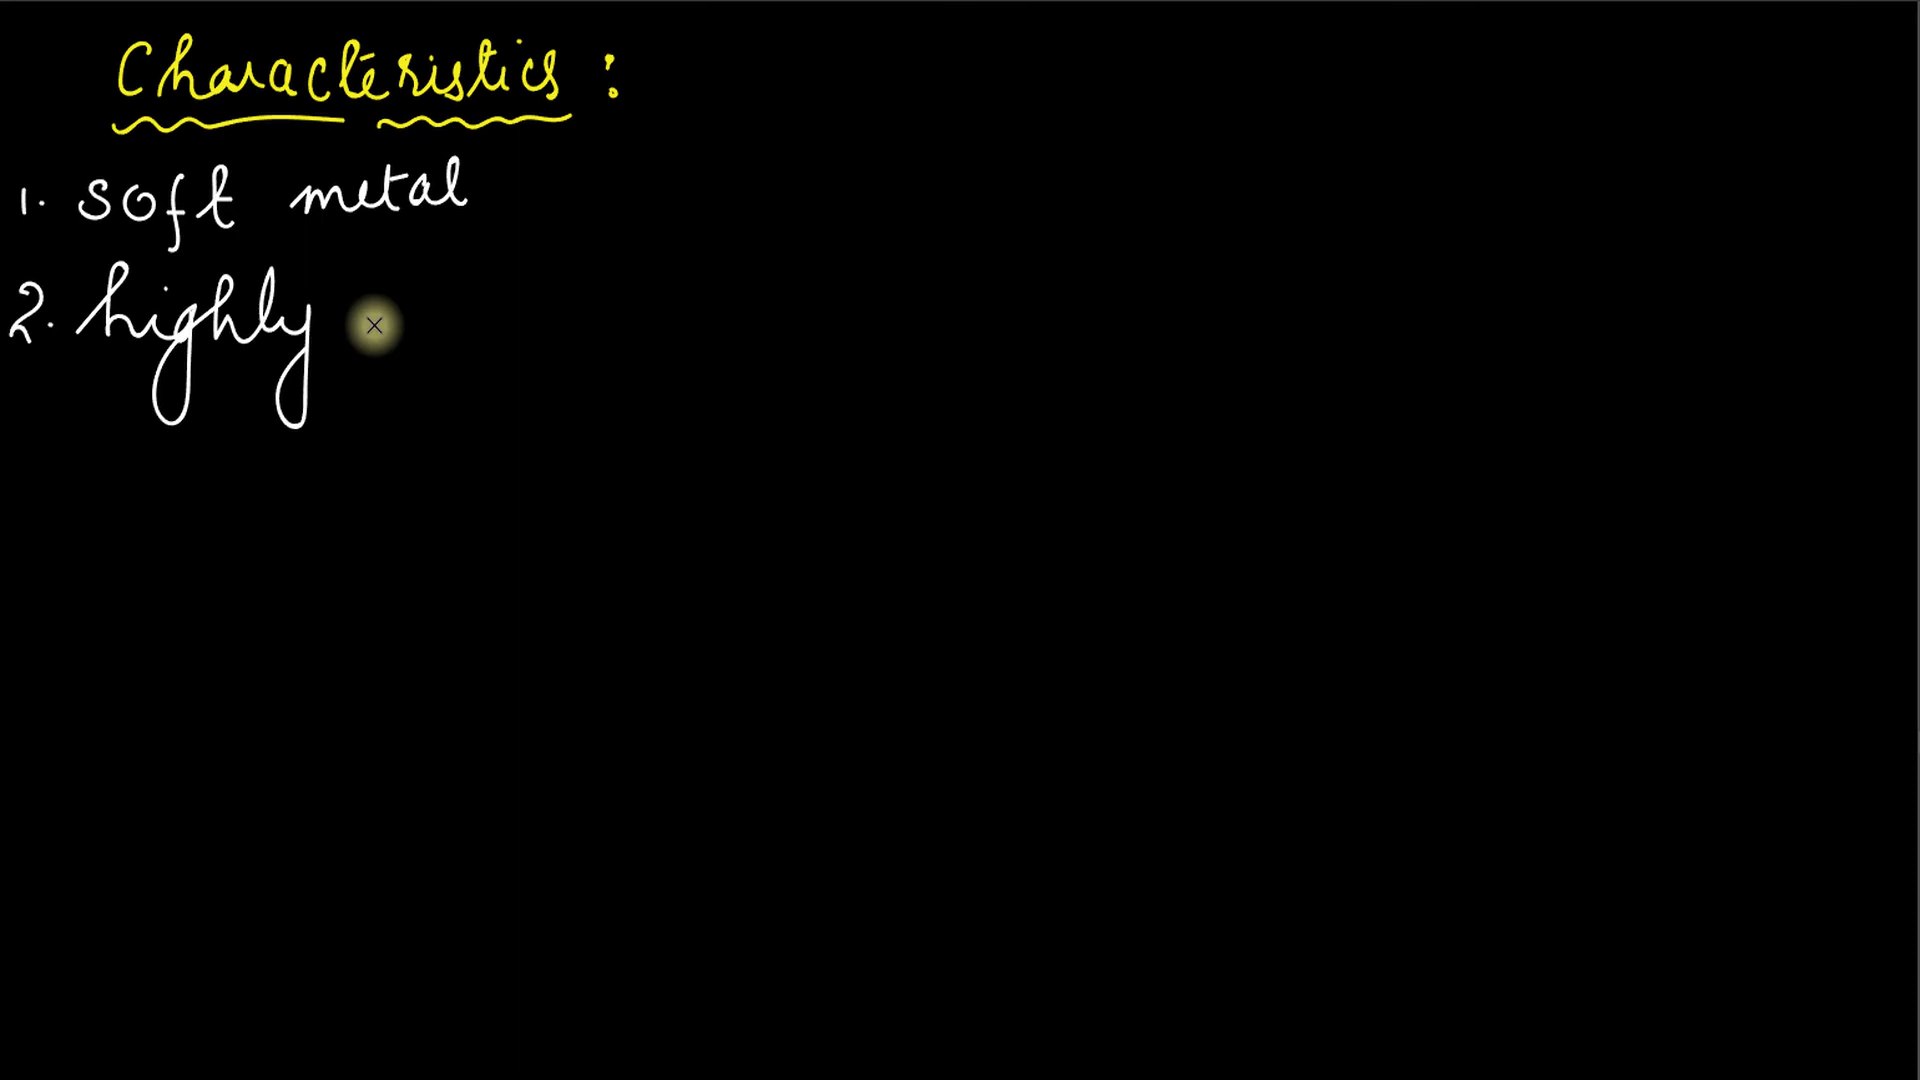 Characteristics :
1. soft metal
2. highly